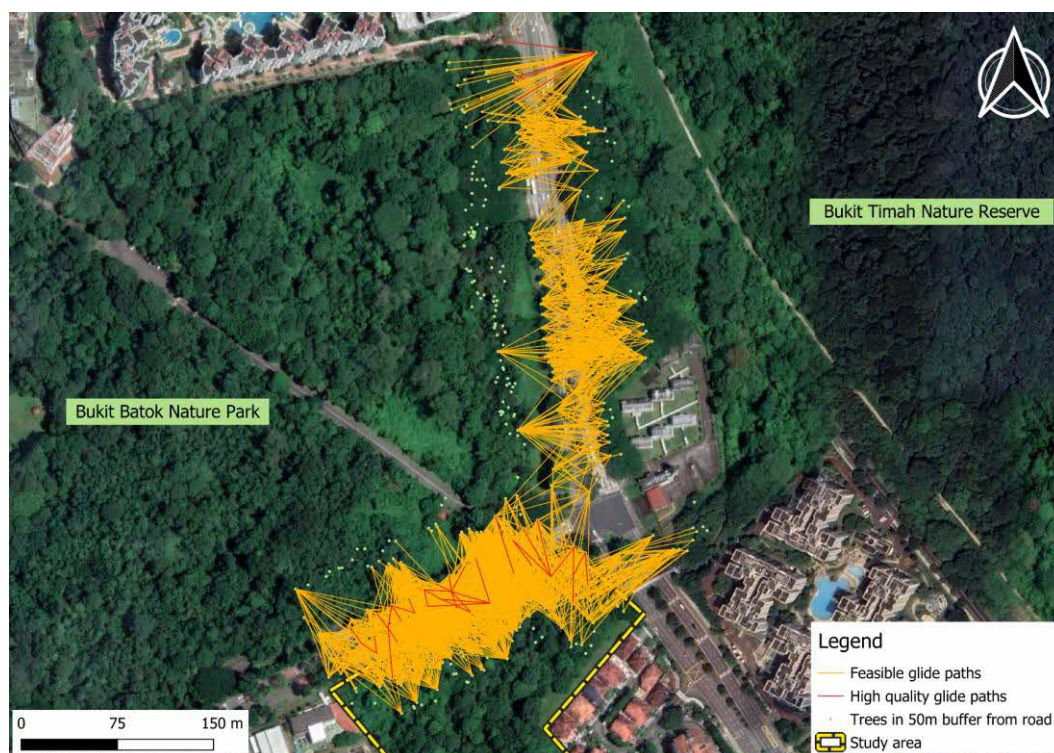 Bukit Timah Nature Reserve
Bukit Batok Nature Park
Legend
Feasible glide paths
High quality glide paths
Trees in 50m buffer from road
Study area
0 75 150 m